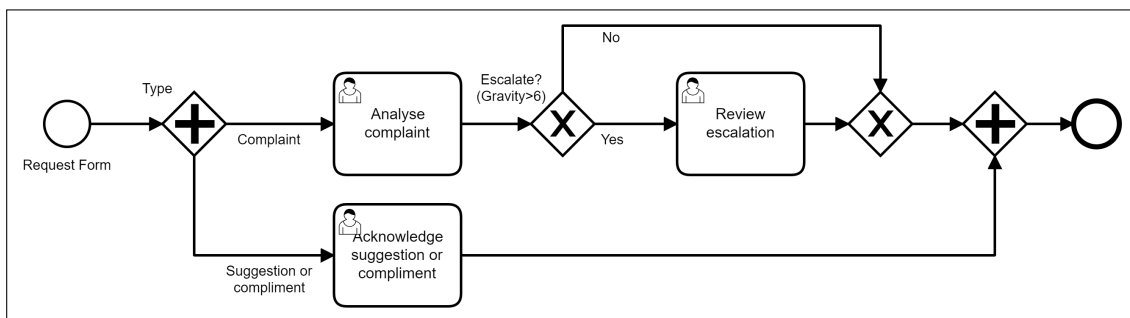 Type
Request Form
Complaint
Analyse
complaint
Escalate?
(Gravity>6)
No
Yes
Review
escalation
Suggestion or
compliment
Acknowledge
suggestion or
compliment